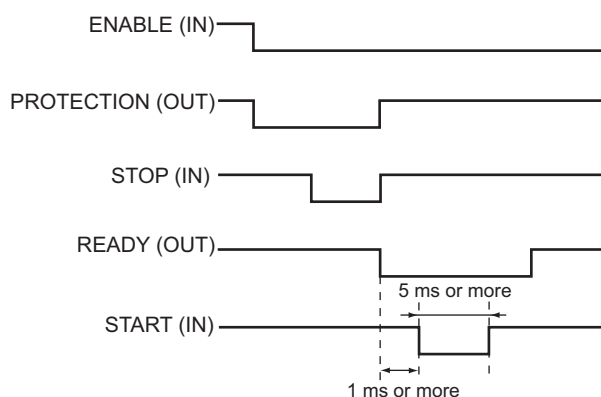 ENABLE (IN)
PROTECTION (OUT)
STOP (IN)
READY (OUT)
5 ms or more
START (IN)
1 ms or more